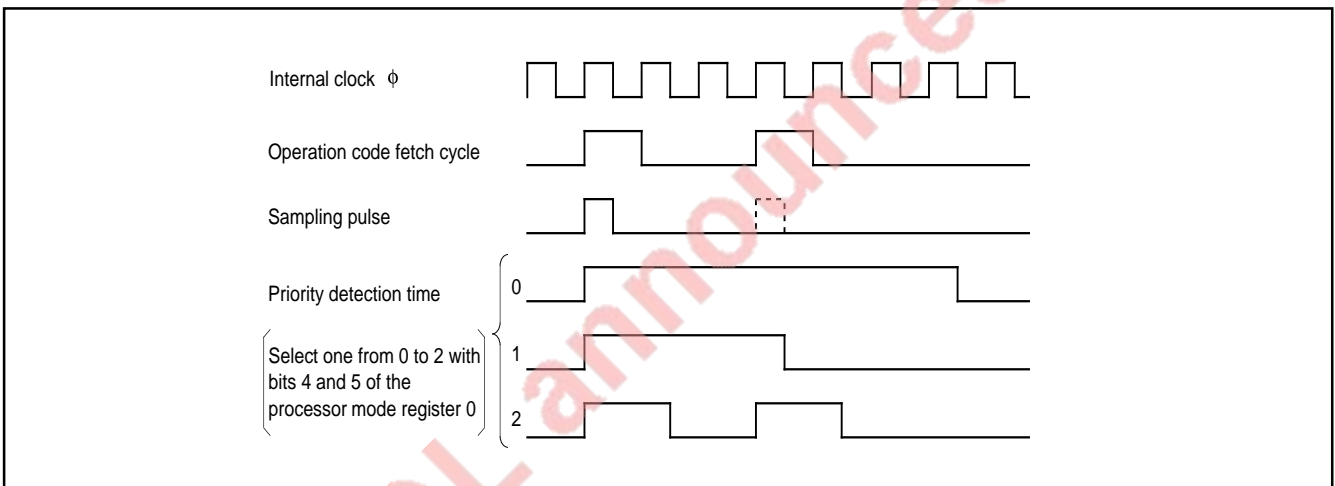 Internal clock ϕ
Operation code fetch cycle
Sampling pulse
Priority detection time
0
Select one from 0 to 2 with
bits 4 and 5 of the
processor mode register 0
1
2
L announced